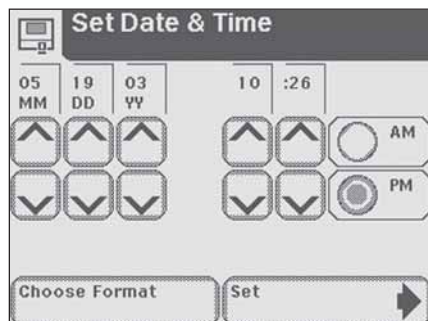 Set Date & Time
05 19 03 10 :26
MM DD YY
AM
PM
Choose Format Set